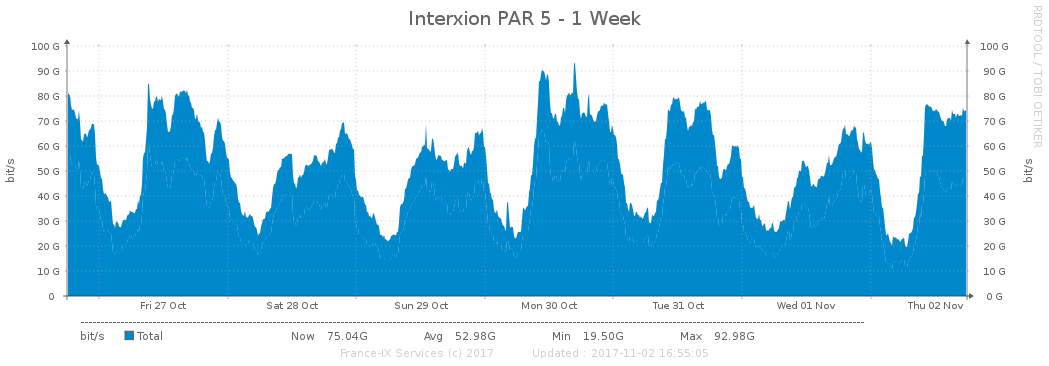 Interxion PAR 5 - 1 Week
RRDTOOL / TOBI OETIKER
bit/s
100 G 100 G
90 G 90 G
80 G 80 G
70 G 70 G
60 G 60 G
50 G 50 G
40 G 40 G
30 G 30 G
20 G 20 G
10 G 10 G
0 0 G
bit/s
Fri 27 Oct Sat 28 Oct Sun 29 Oct Mon 30 Oct Tue 31 Oct Wed 01 Nov Thu 02 Nov
bit/s Total Now 75.04G Avg 52.98G Min 19.50G Max 92.98G
France-IX Services (c) 2017 Updated : 2017-11-02 16:55:05